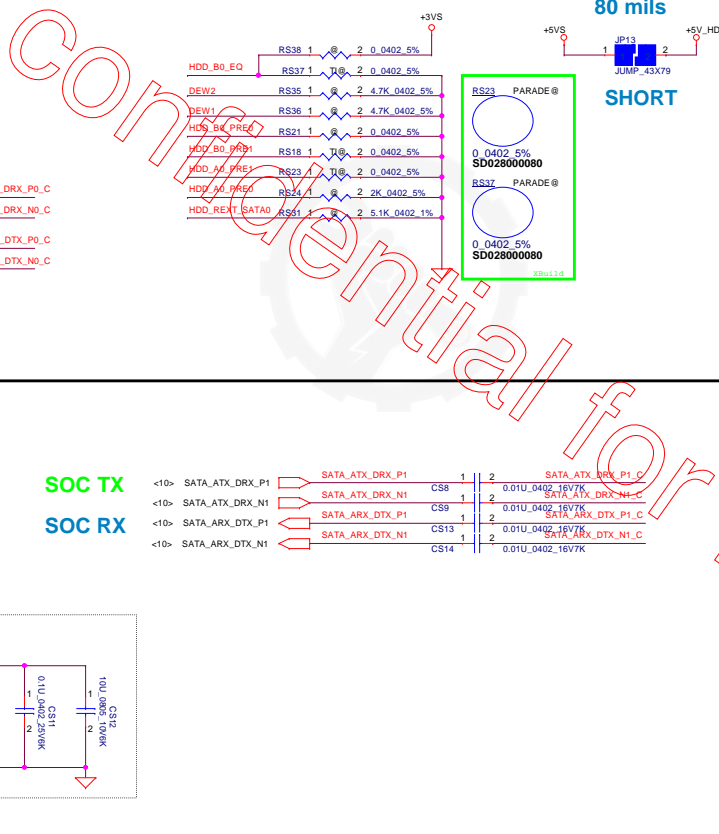 80 mils
+3VS
+5VS
+5V_HD
JP13
1 2
JUMP_43X79
SHORT
RS38 1 @ 2 0_0402_5%
HDD_B0_EQ RS37 1 TI@ 2 0_0402_5%
DEW2 RS35 1 @ 2 4.7K_0402_5%
DEW1 RS36 1 @ 2 4.7K_0402_5%
HDD_B0_PRE0 RS21 1 @ 2 0_0402_5%
HDD_B0_PRE1 RS18 1 TI@ 2 0_0402_5%
HDD_A0_PRE1 RS23 1 TI@ 2 0_0402_5%
HDD_A0_PRE0 RS24 1 @ 2 2K_0402_5%
HDD_REXT_SATA0 RS31 1 @ 2 5.1K_0402_1%
RS23 PARADE@
0_0402_5%
SD028000080
RS37 PARADE@
0_0402_5%
SD028000080
XBuild
_DRX_P0_C
_DRX_N0_C
_DTX_P0_C
_DTX_N0_C
Confidential for
SOC TX
SOC RX
<10> SATA_ATX_DRX_P1 SATA_ATX_DRX_P1 1 2 SATA_ATX_DRX_P1_C
CS8 0.01U_0402_16V7K
<10> SATA_ATX_DRX_N1 SATA_ATX_DRX_N1 1 2 SATA_ATX_DRX_N1_C
CS9 0.01U_0402_16V7K
<10> SATA_ARX_DTX_P1 SATA_ARX_DTX_P1 1 2 SATA_ARX_DTX_P1_C
CS13 0.01U_0402_16V7K
<10> SATA_ARX_DTX_N1 SATA_ARX_DTX_N1 1 2 SATA_ARX_DTX_N1_C
CS14 0.01U_0402_16V7K
1 2
CS11
0.1U_0402_25V6K
1 2
CS12
10U_0805_10V6K